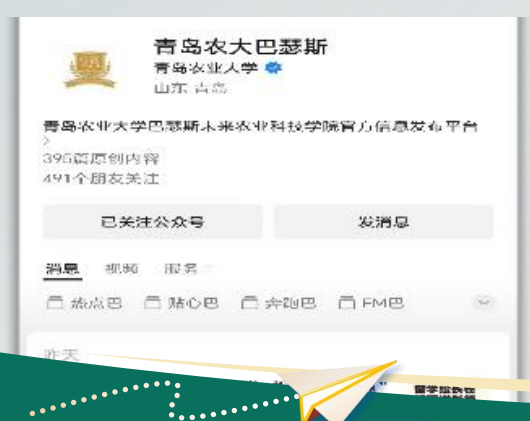 青岛农大巴瑟斯
青岛农业大学
山东 青岛
青岛农业大学巴瑟斯未来农业科技学院官方信息发布平台
395篇原创内容
491个朋友关注
已关注公众号
发消息
消息 视频 服务
热点巴 贴心巴 奔跑巴 FM巴
昨天